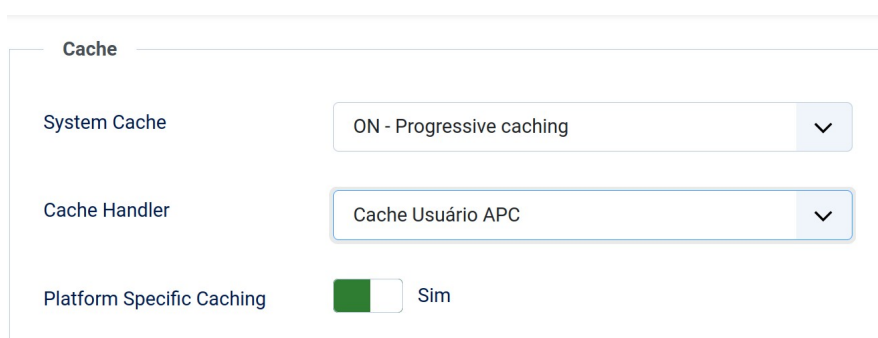 Cache
System Cache
ON - Progressive caching
Cache Handler
Cache Usuário APC
Platform Specific Caching
Sim